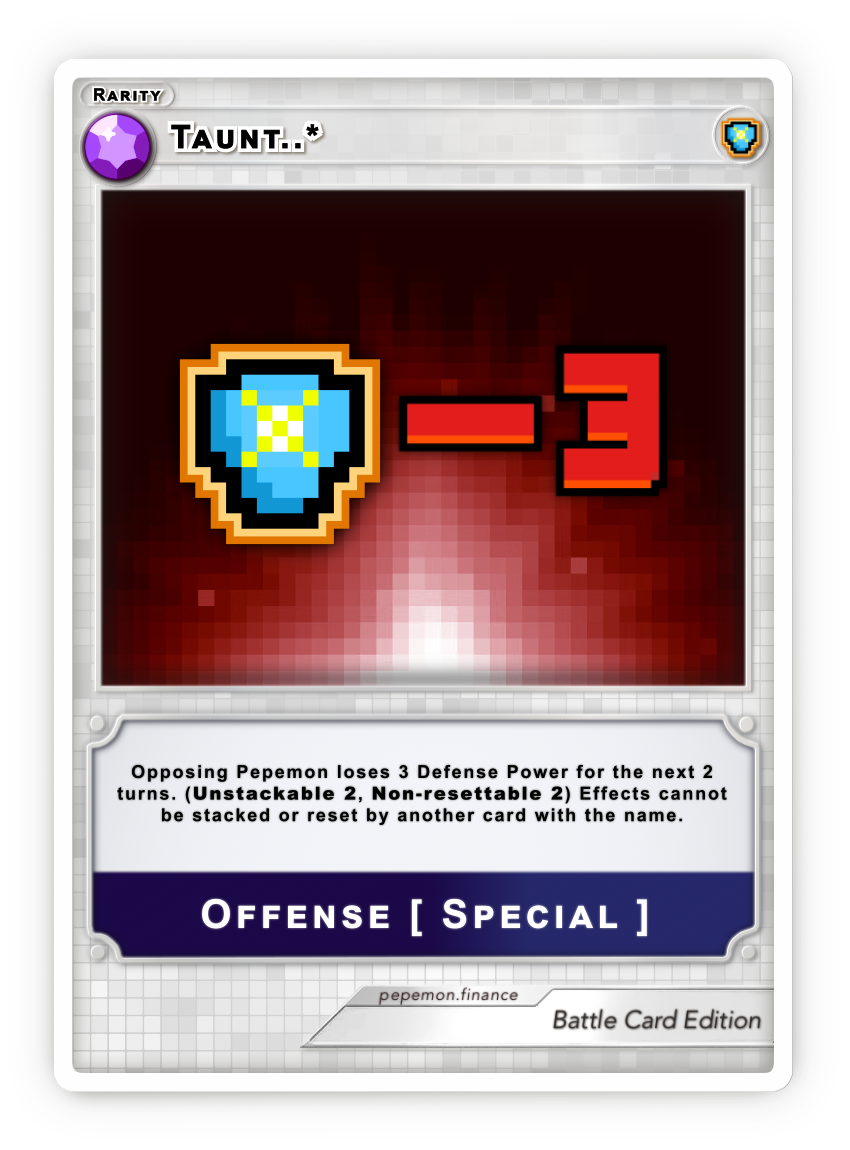 Rarity
Taunt..*
-3
Opposing Pepemon loses 3 Defense Power for the next 2
turns. (Unstackable 2, Non-resettable 2) Effects cannot
be stacked or reset by another card with the name.
Offense [ Special ]
pepemon.finance
Battle Card Edition